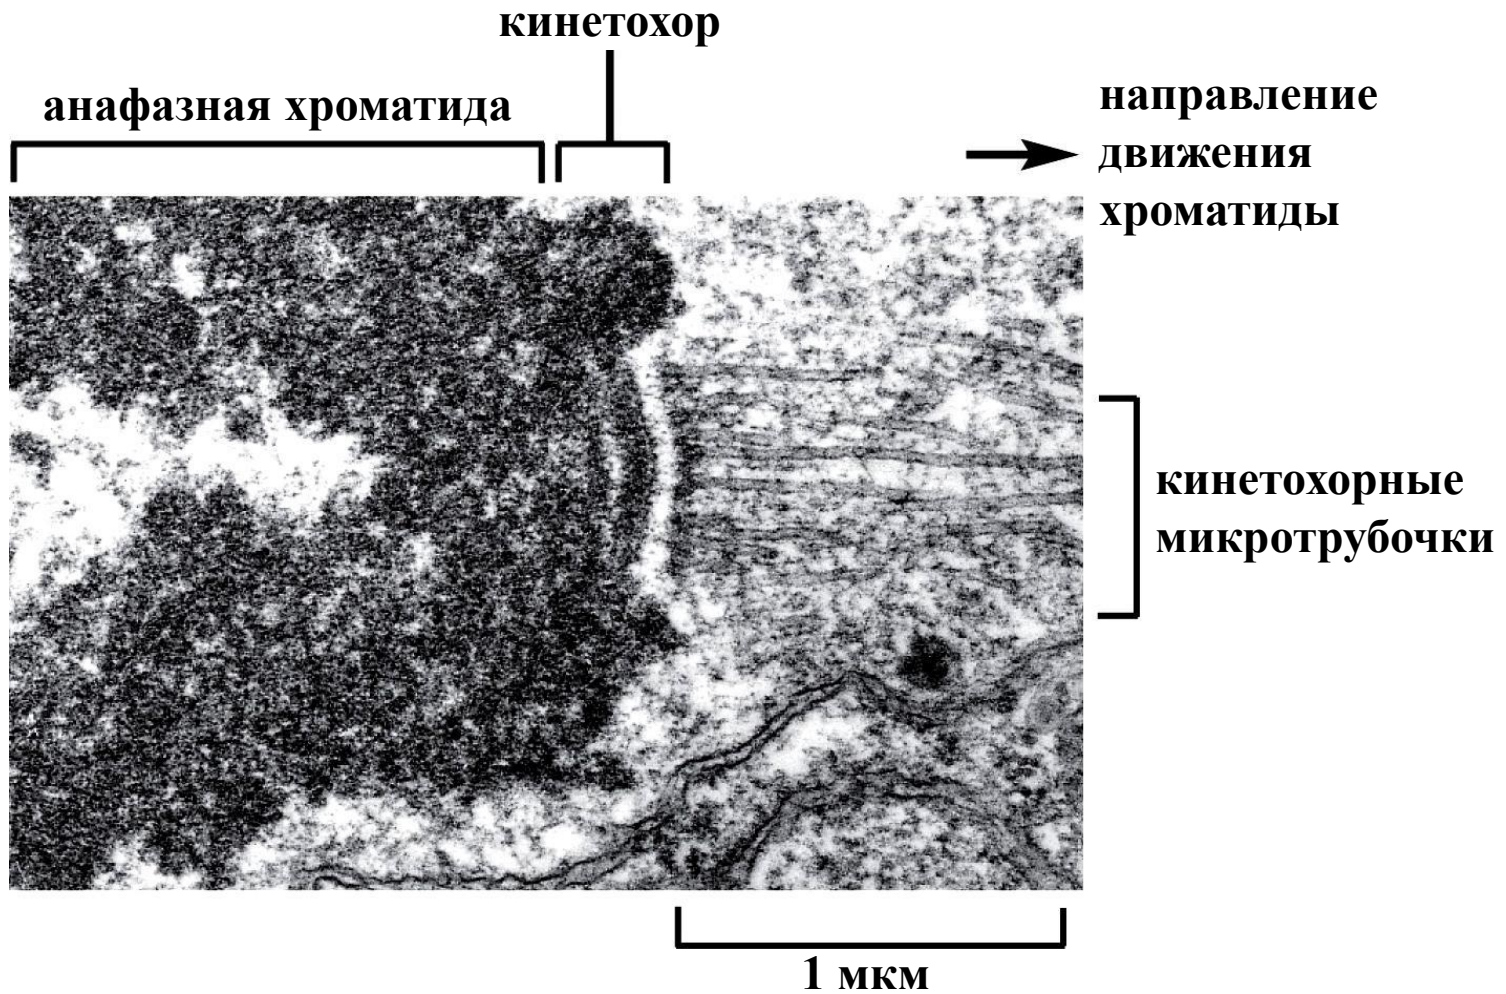 кинетохор
анафазная хроматида
направление
движения
хроматиды
кинетохорные
микротрубочки
1 мкм